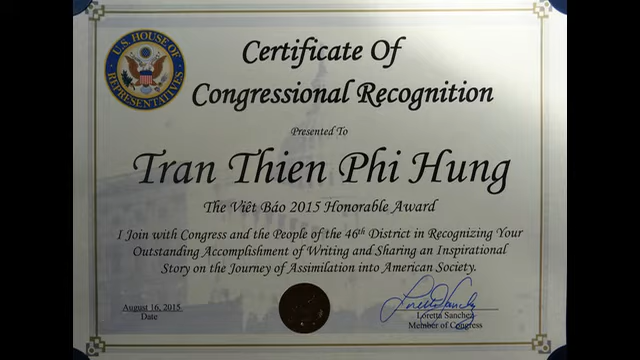 U.S. HOUSE OF REPRESENTATIVES
Certificate Of
Congressional Recognition
Presented To
Tran Thien Phi Hung
The Viêt Báo 2015 Honorable Award
I Join with Congress and the People of the 46th District in Recognizing Your
Outstanding Accomplishment of Writing and Sharing an Inspirational
Story on the Journey of Assimilation into American Society.
August 16, 2015
Date
Loretta Sanchez
Loretta Sanchez
Member of Congress